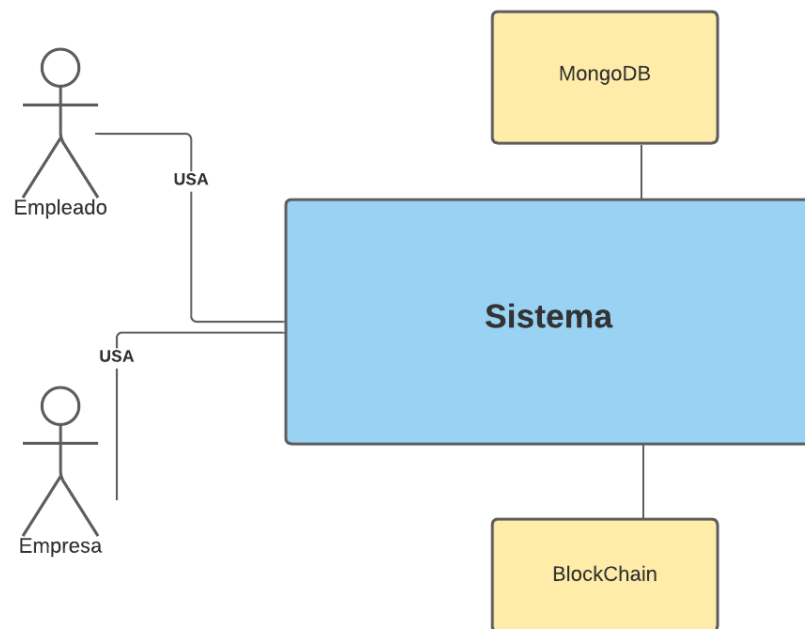 MongoDB
USA
Empleado
Sistema
USA
Empresa
BlockChain